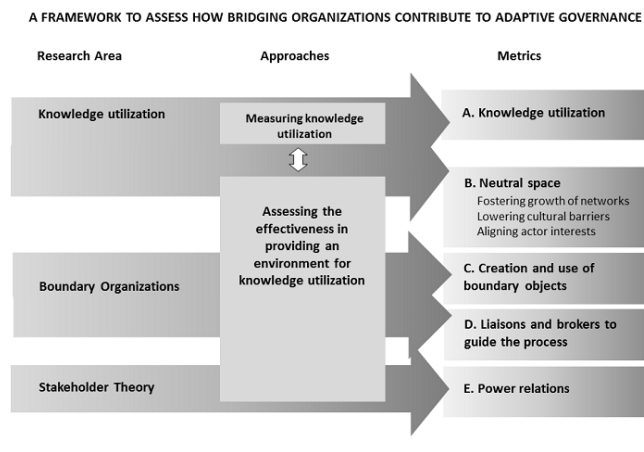 A FRAMEWORK TO ASSESS HOW BRIDGING ORGANIZATIONS CONTRIBUTE TO ADAPTIVE GOVERNANCE
Research Area
Approaches
Metrics
Knowledge utilization
Measuring knowledge
utilization
A. Knowledge utilization
B. Neutral space
Fostering growth of networks
Lowering cultural barriers
Aligning actor interests
Assessing the
effectiveness in
providing an
environment for
knowledge utilization
Boundary Organizations
C. Creation and use of
boundary objects
D. Liaisons and brokers to
guide the process
Stakeholder Theory
E. Power relations